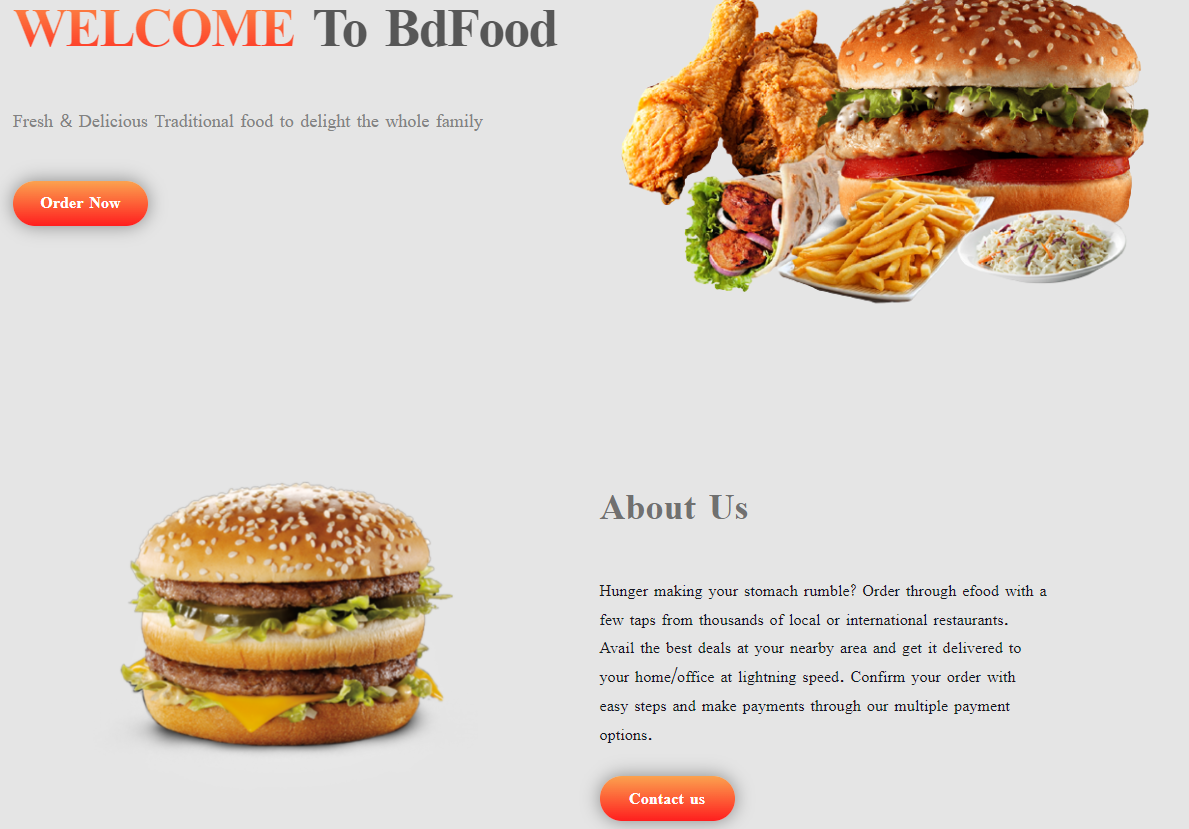 WELCOME To BdFood
Fresh & Delicious Traditional food to delight the whole family
Order Now
About Us
Hunger making your stomach rumble? Order through efood with a
few taps from thousands of local or international restaurants.
Avail the best deals at your nearby area and get it delivered to
your home/office at lightning speed. Confirm your order with
easy steps and make payments through our multiple payment
options.
Contact us